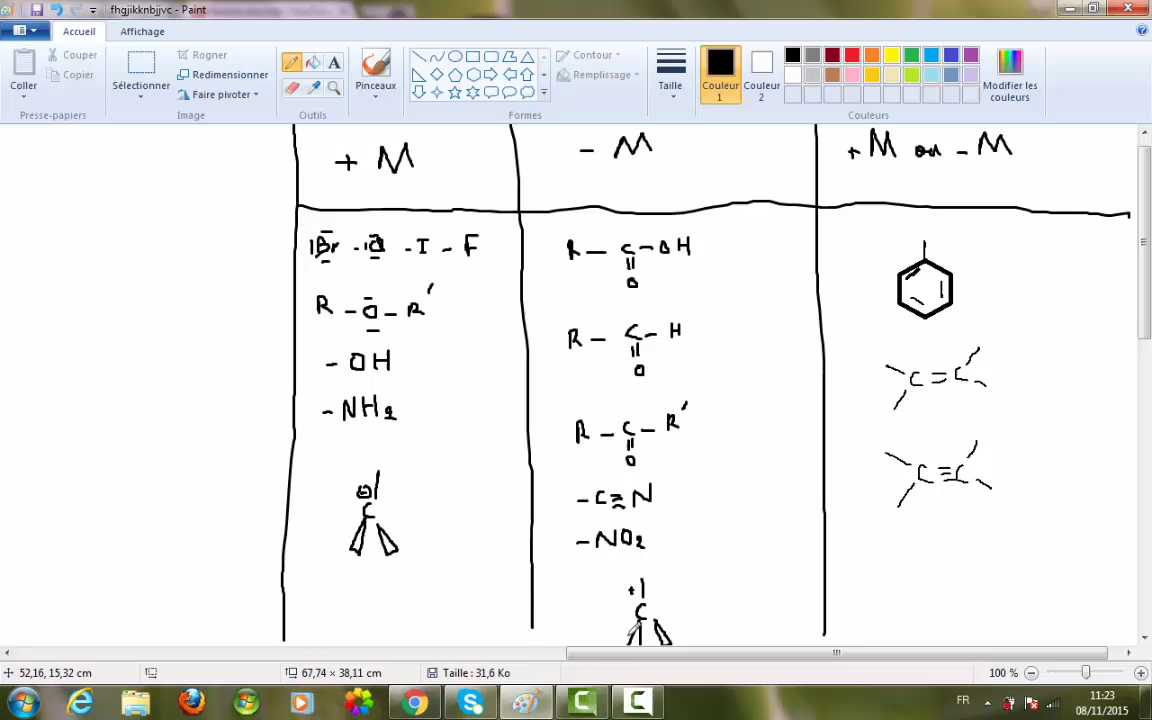 fhgjikknbjjvc - Paint
Accueil
Affichage
Coller
Couper
Copier
Presse-papiers
Sélectionner
Rogner
Redimensionner
Faire pivoter
Image
Outils
Pinceaux
Formes
Contour
Remplissage
Taille
Couleur 1
Couleur 2
Couleurs
Modifier les couleurs
+ M
- M
+ M ou - M
Br - Cl - I - F
R - O - R'
- OH
- NH2
⊖
C
R - C - OH
||
O
R - C - H
||
O
R - C - R'
||
O
- C ≡ N
- NO2
+
C
C = C
C ≡ C
52,16, 15,32 cm
67,74 × 38,11 cm
Taille : 31,6 Ko
100 %
FR
11:23
08/11/2015